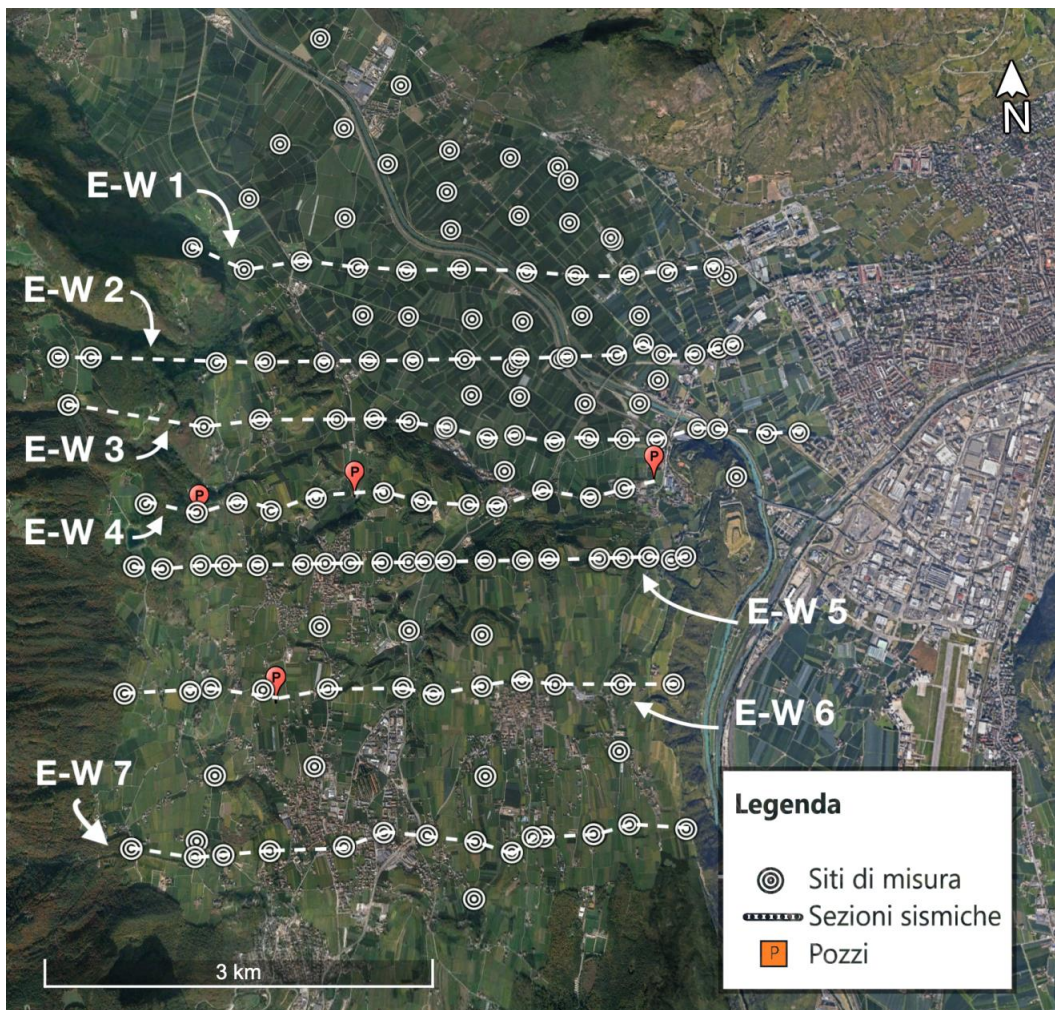 N
E-W 1
E-W 2
E-W 3
P
P
P
E-W 4
E-W 5
P
E-W 6
E-W 7
Legenda
Siti di misura
Sezioni sismiche
P Pozzi
3 km